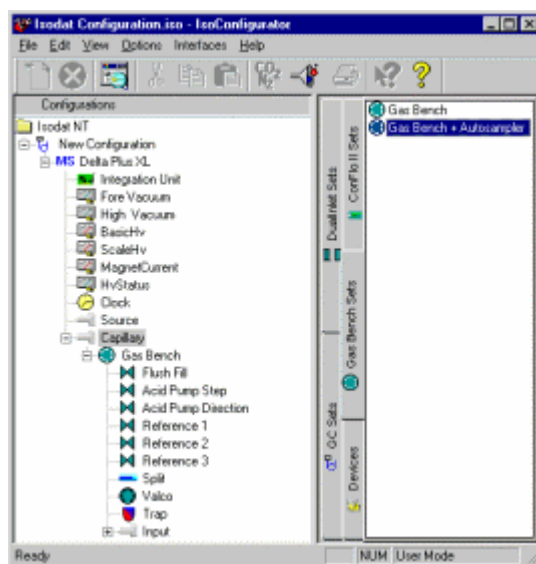 Isodat Configuration.iso - IsoConfigurator
File Edit View Options Interfaces Help
Configurations
Isodat NT
New Configuration
MS Delta Plus XL
Integration Unit
Fore Vacuum
High Vacuum
BasicHv
ScaleHv
MagnetCurrent
HvStatus
Clock
Source
Capillary
Gas Bench
Flush Fill
Acid Pump Step
Acid Pump Direction
Reference 1
Reference 2
Reference 3
Split
Valco
Trap
Input
Dual Inlet Sets
GC Sets
ConFlo II Sets
Gas Bench Sets
Devices
Gas Bench
Gas Bench + Autosampler
Ready
NUM User Mode